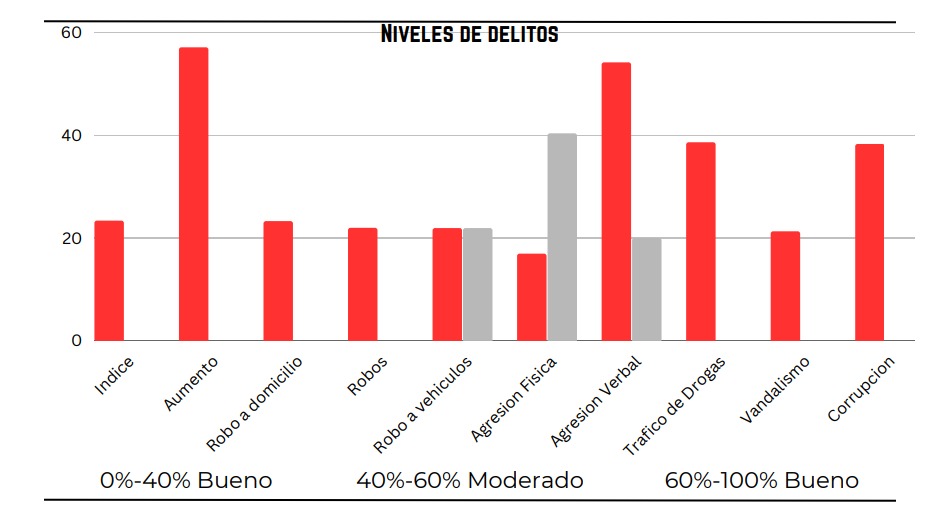 NIVELES DE DELITOS
60
40
20
0
Indice
Aumento
Robo a domicilio
Robos
Robo a vehiculos
Agresion Fisica
Agresion Verbal
Trafico de Drogas
Vandalismo
Corrupcion
0%-40% Bueno
40%-60% Moderado
60%-100% Bueno